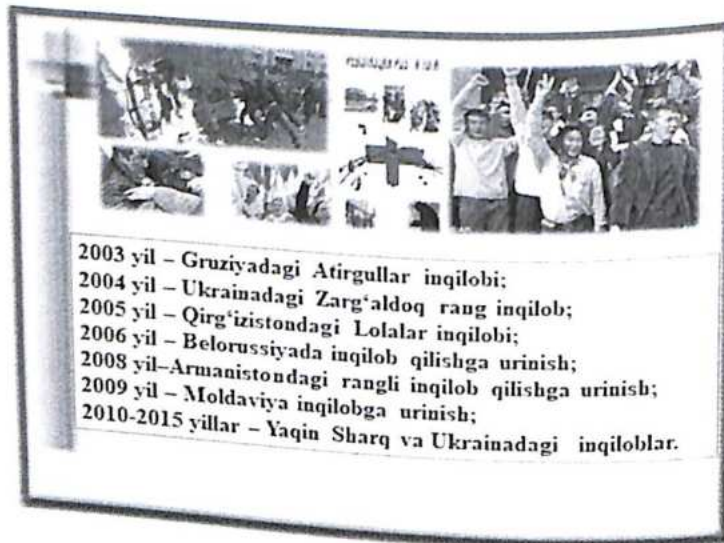 2003 yil – Gruziyadagi Atirgullar inqilobi;
2004 yil – Ukrainadagi Zarg‘aldoq rang inqilob;
2005 yil – Qirg‘izistondagi Lolalar inqilobi;
2006 yil – Belorussiyada inqilob qilishga urinish;
2008 yil–Armanistondagi rangli inqilob qilishga urinish;
2009 yil – Moldaviya inqilobga urinish;
2010-2015 yillar – Yaqin Sharq va Ukrainadagi inqiloblar.